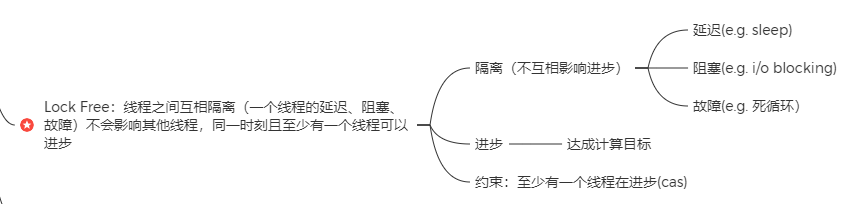 Lock Free：线程之间互相隔离（一个线程的延迟、阻塞、
故障）不会影响其他线程，同一时刻且至少有一个线程可以
进步
隔离（不互相影响进步）
延迟(e.g. sleep)
阻塞(e.g. i/o blocking)
故障(e.g. 死循环）
进步
达成计算目标
约束：至少有一个线程在进步(cas)